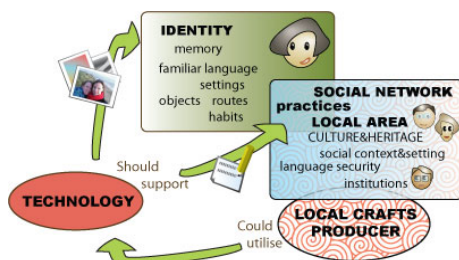 IDENTITY
memory
familiar language
settings
objects routes
habits
SOCIAL NETWORK
practices
LOCAL AREA
CULTURE&HERITAGE
social context&setting
language security
institutions
Should
support
TECHNOLOGY
LOCAL CRAFTS
PRODUCER
Could
utilise